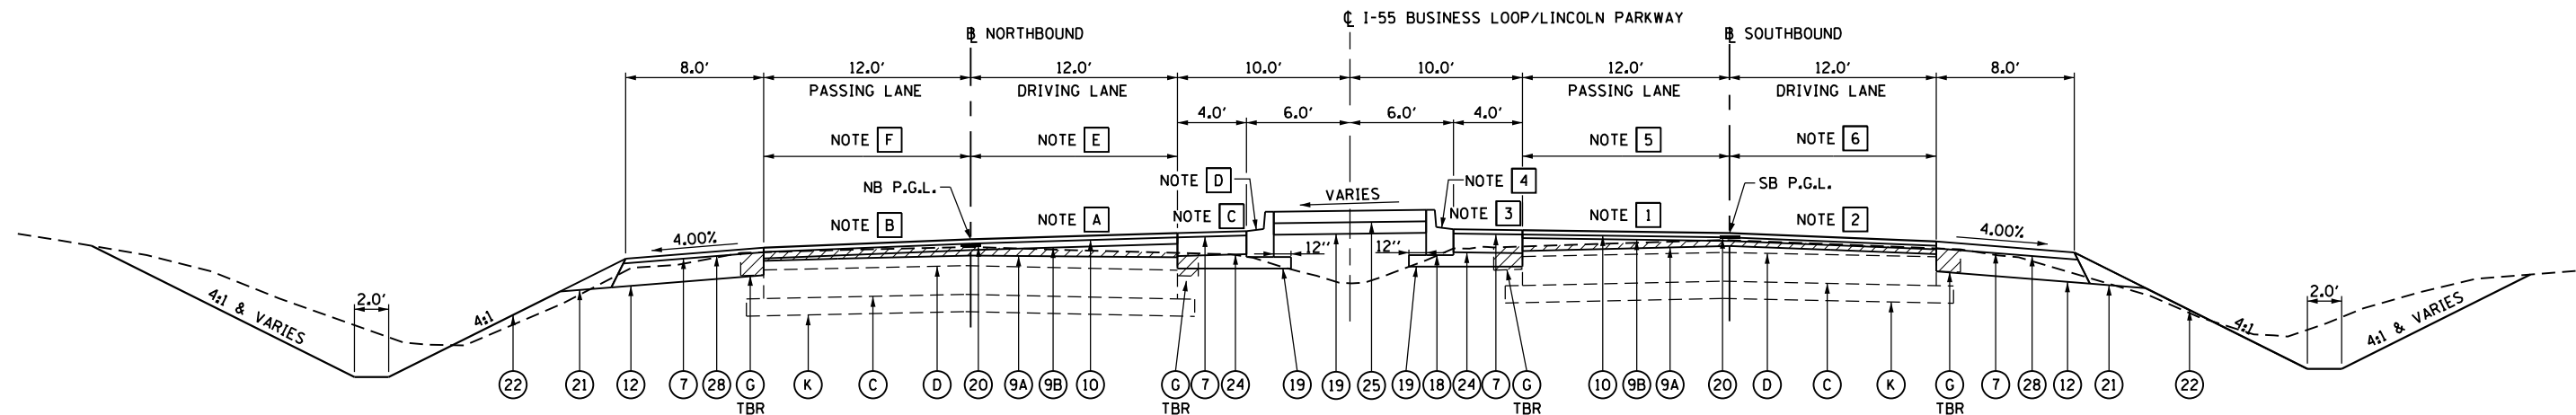 ℄ I-55 BUSINESS LOOP/LINCOLN PARKWAY
℄ NORTHBOUND
℄ SOUTHBOUND
8.0' 12.0' 12.0' 10.0' 10.0' 12.0' 12.0' 8.0'
PASSING LANE DRIVING LANE PASSING LANE DRIVING LANE
4.0' 6.0' 6.0' 4.0'
NOTE F NOTE E NOTE 5 NOTE 6
NB P.G.L. NOTE D VARIES NOTE 4 SB P.G.L.
NOTE B NOTE A NOTE C NOTE 3 NOTE 1 NOTE 2
4.00% 12'' 12'' 4.00%
4:1 & VARIES 2.0' 4:1 4:1 2.0' 4:1 & VARIES
22 21 12 7 28 G K C D 20 9A 9B 10 G 7 24 19 19 25 19 18 24 7 G 10 9B 9A 20 D C K G 7 28 12 21 22
TBR TBR TBR TBR